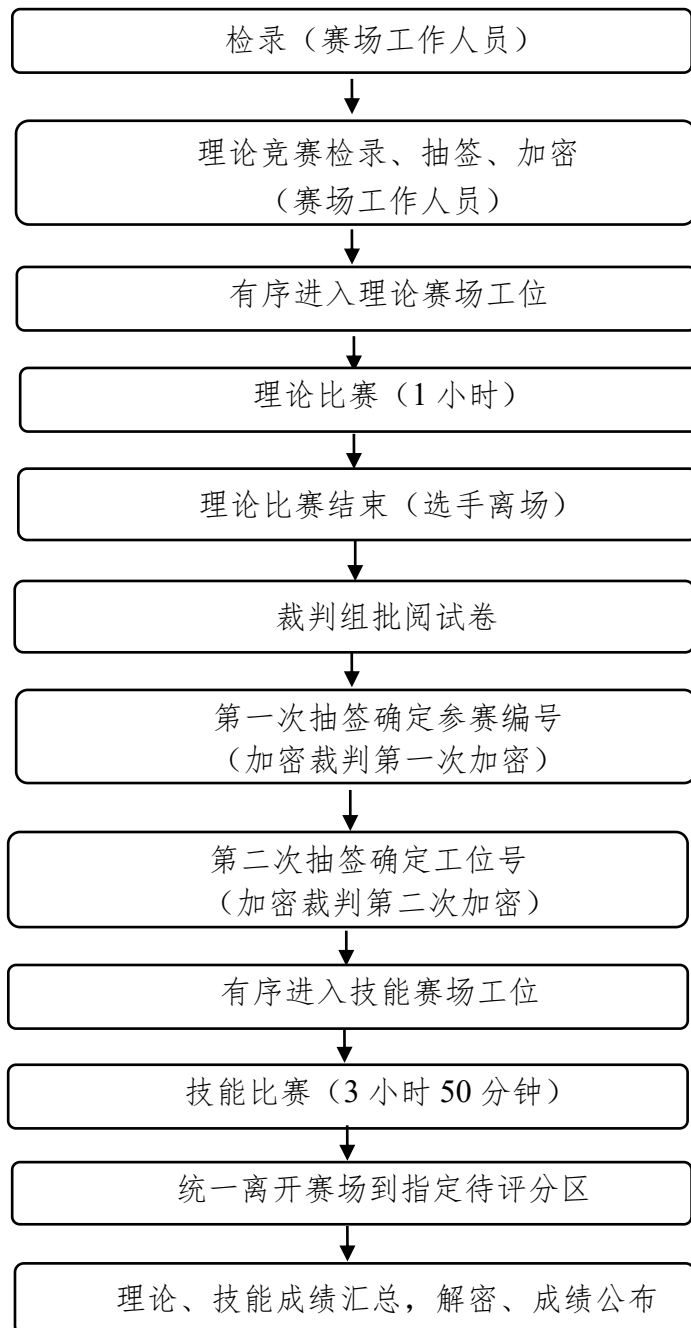 检录（赛场工作人员）
理论竞赛检录、抽签、加密
（赛场工作人员）
有序进入理论赛场工位
理论比赛（1 小时）
理论比赛结束（选手离场）
裁判组批阅试卷
第一次抽签确定参赛编号
（加密裁判第一次加密）
第二次抽签确定工位号
（加密裁判第二次加密）
有序进入技能赛场工位
技能比赛（3 小时 50 分钟）
统一离开赛场到指定待评分区
理论、技能成绩汇总，解密、成绩公布